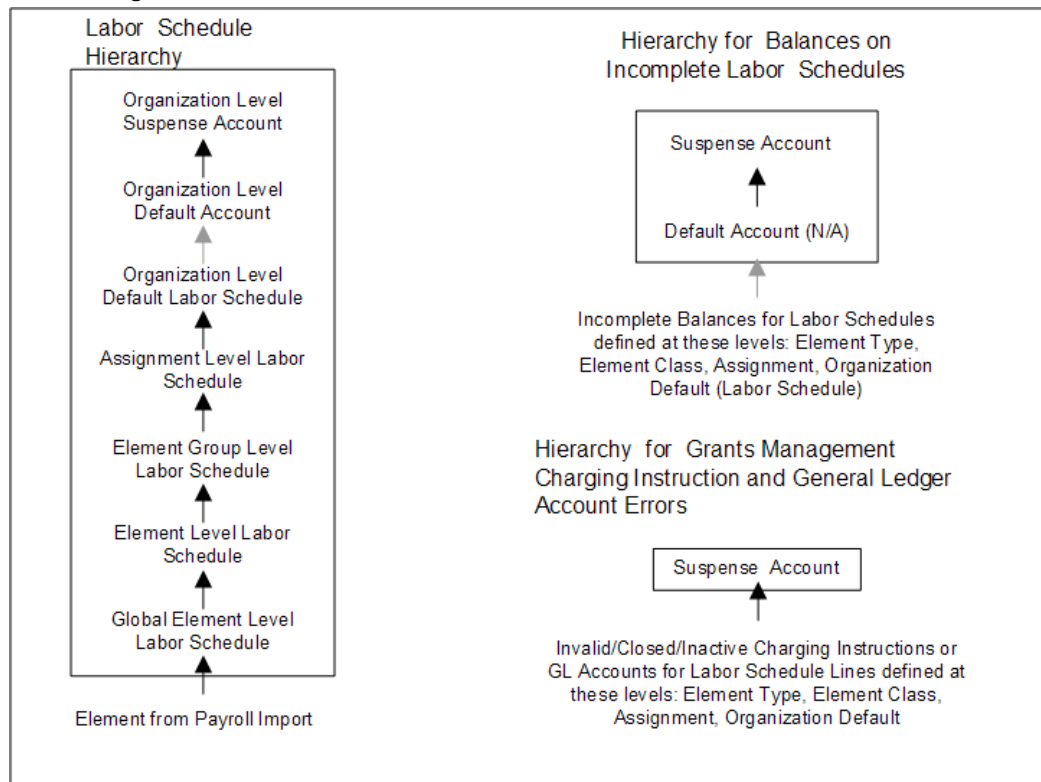 Labor Schedule
Hierarchy
Organization Level
Suspense Account
Organization Level
Default Account
Organization Level
Default Labor Schedule
Assignment Level Labor
Schedule
Element Group Level
Labor Schedule
Element Level Labor
Schedule
Global Element Level
Labor Schedule
Element from Payroll Import
Hierarchy for Balances on
Incomplete Labor Schedules
Suspense Account
Default Account (N/A)
Incomplete Balances for Labor Schedules
defined at these levels: Element Type,
Element Class, Assignment, Organization
Default (Labor Schedule)
Hierarchy for Grants Management
Charging Instruction and General Ledger
Account Errors
Suspense Account
Invalid/Closed/Inactive Charging Instructions or
GL Accounts for Labor Schedule Lines defined at
these levels: Element Type, Element Class,
Assignment, Organization Default